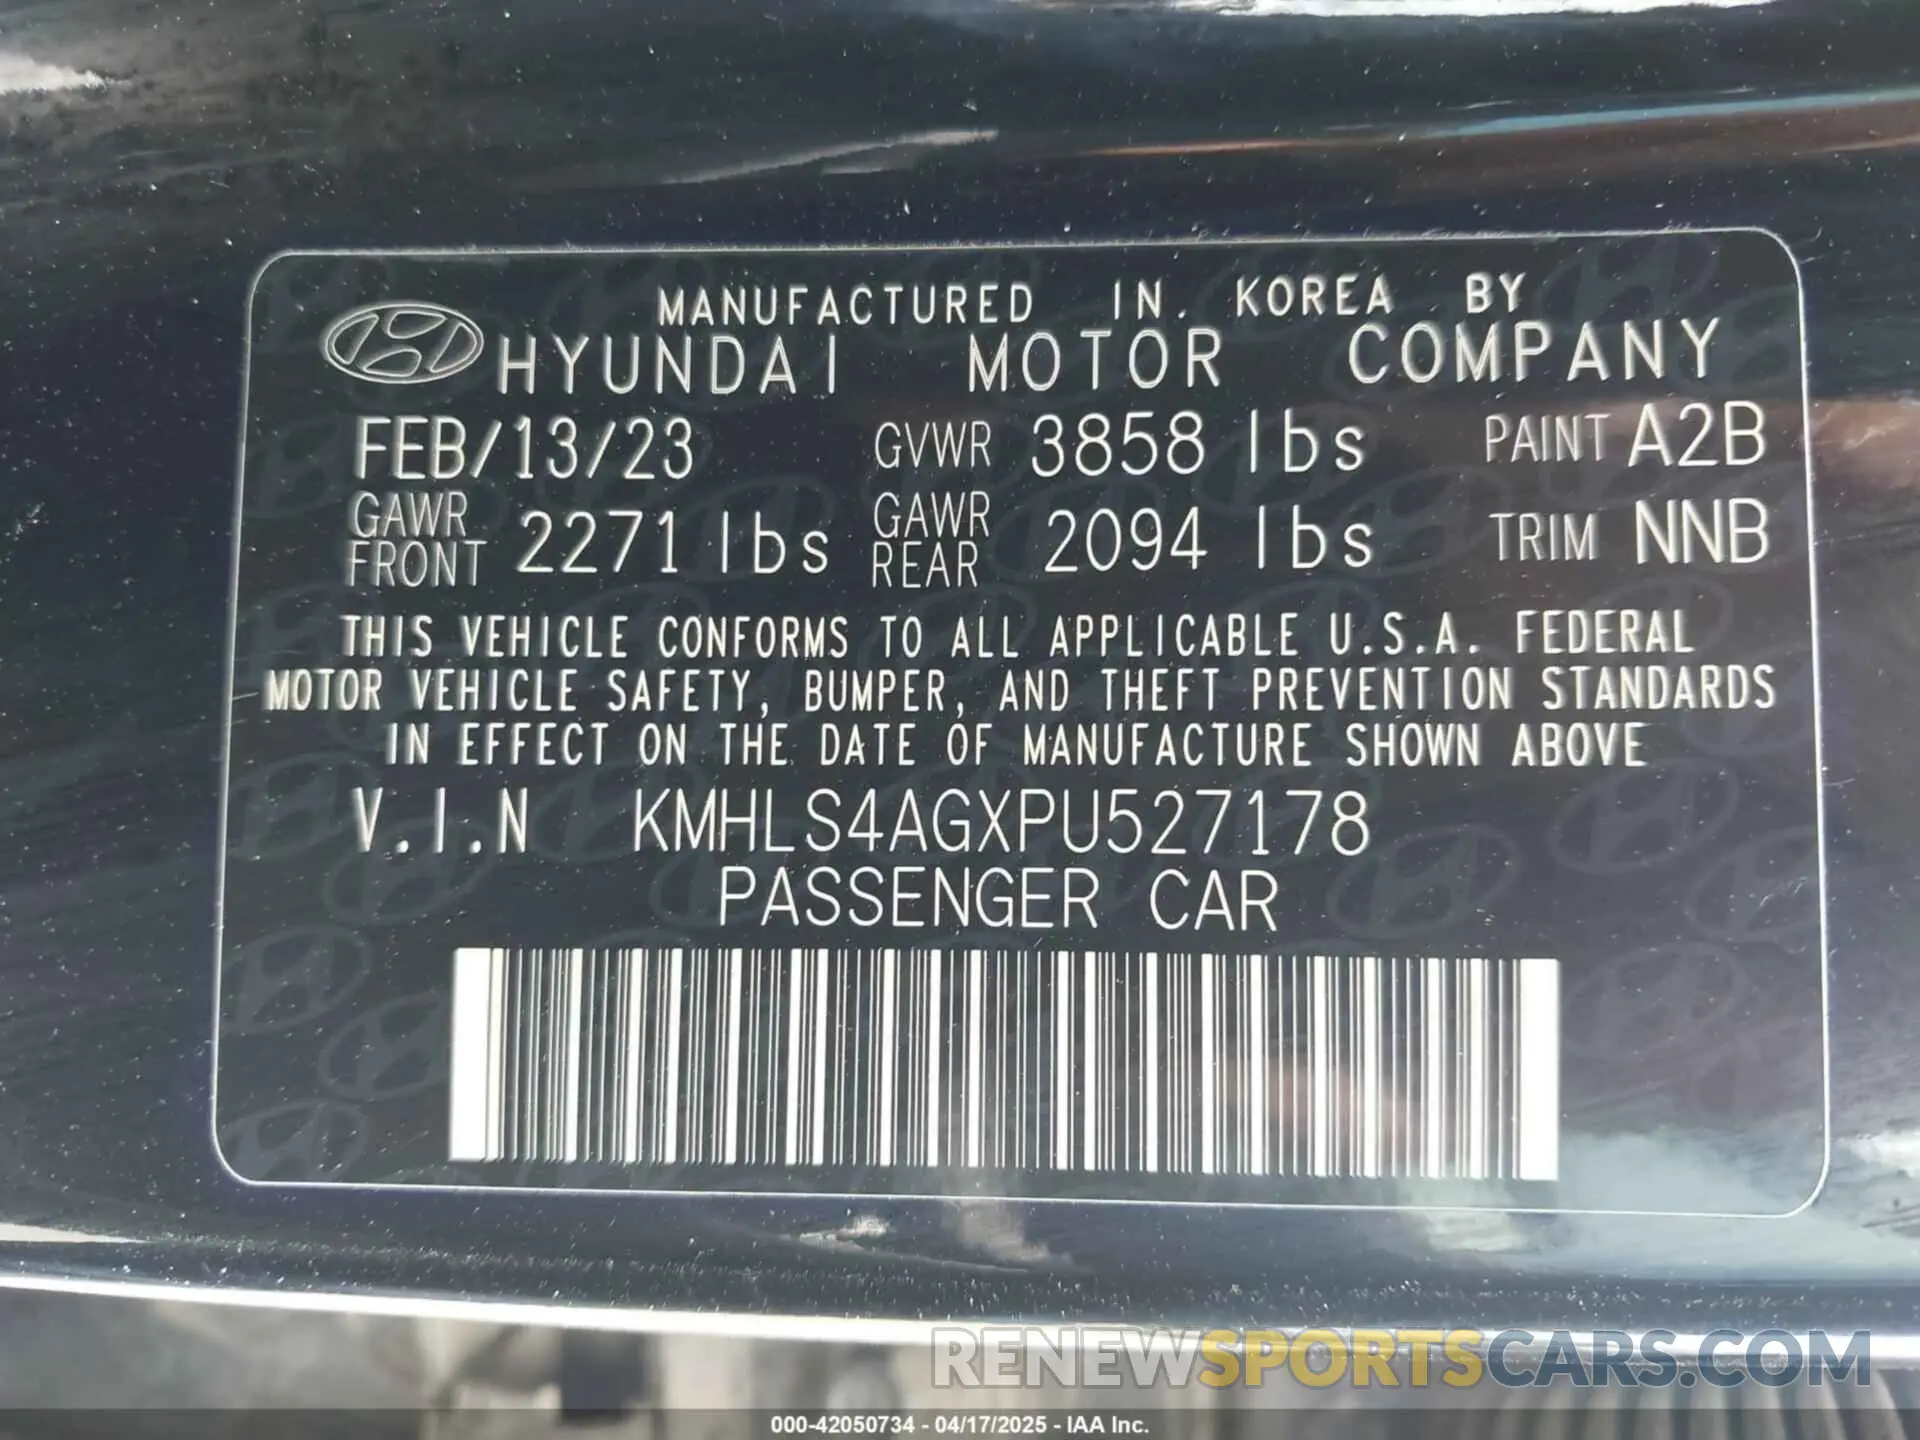 MANUFACTURED IN. KOREA BY
HYUNDAI MOTOR COMPANY
FEB/13/23 GVWR 3858 lbs PAINT A2B
GAWR FRONT 2271 lbs GAWR REAR 2094 lbs TRIM NNB
THIS VEHICLE CONFORMS TO ALL APPLICABLE U.S.A. FEDERAL
MOTOR VEHICLE SAFETY, BUMPER, AND THEFT PREVENTION STANDARDS
IN EFFECT ON THE DATE OF MANUFACTURE SHOWN ABOVE
V.I.N KMHLS4AGXPU527178
PASSENGER CAR
RENEWSPORTSCARS.COM
000-42050734 - 04/17/2025 - IAA Inc.